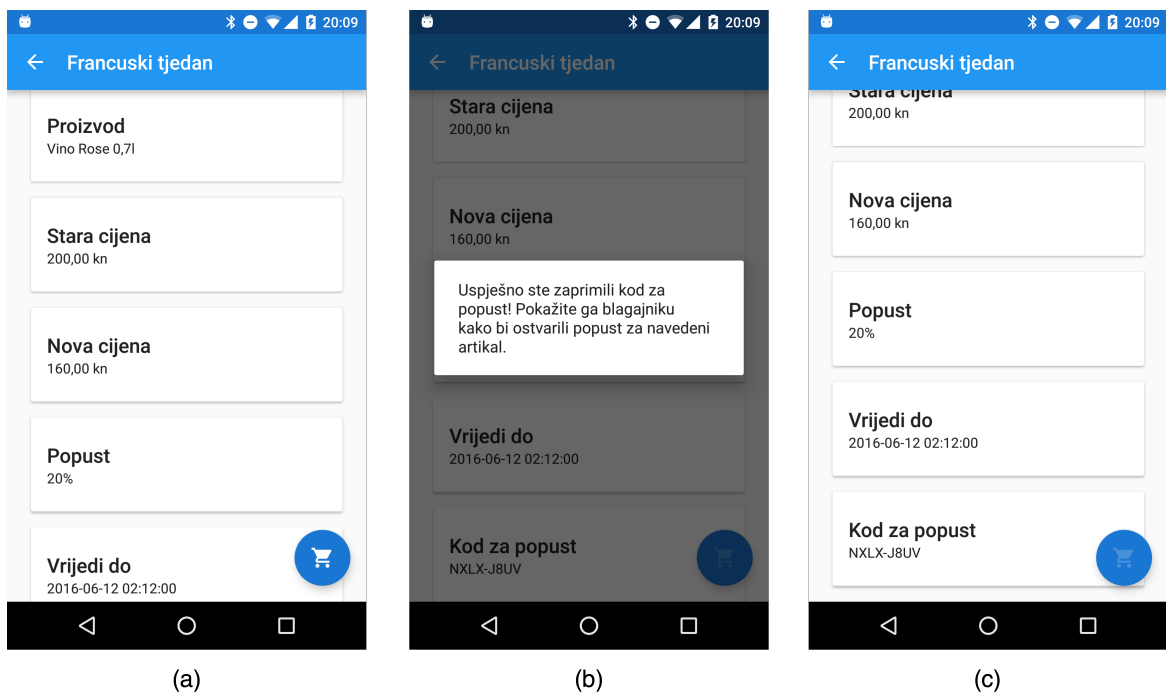 20:09
Francuski tjedan
Proizvod
Vino Rose 0,7l
Stara cijena
200,00 kn
Nova cijena
160,00 kn
Popust
20%
Vrijedi do
2016-06-12 02:12:00
(a)
20:09
Francuski tjedan
Stara cijena
200,00 kn
Nova cijena
160,00 kn
Uspješno ste zaprimili kod za
popust! Pokažite ga blagajniku
kako bi ostvarili popust za navedeni
artikal.
Vrijedi do
2016-06-12 02:12:00
Kod za popust
NXLX-J8UV
(b)
20:09
Francuski tjedan
Stara cijena
200,00 kn
Nova cijena
160,00 kn
Popust
20%
Vrijedi do
2016-06-12 02:12:00
Kod za popust
NXLX-J8UV
(c)